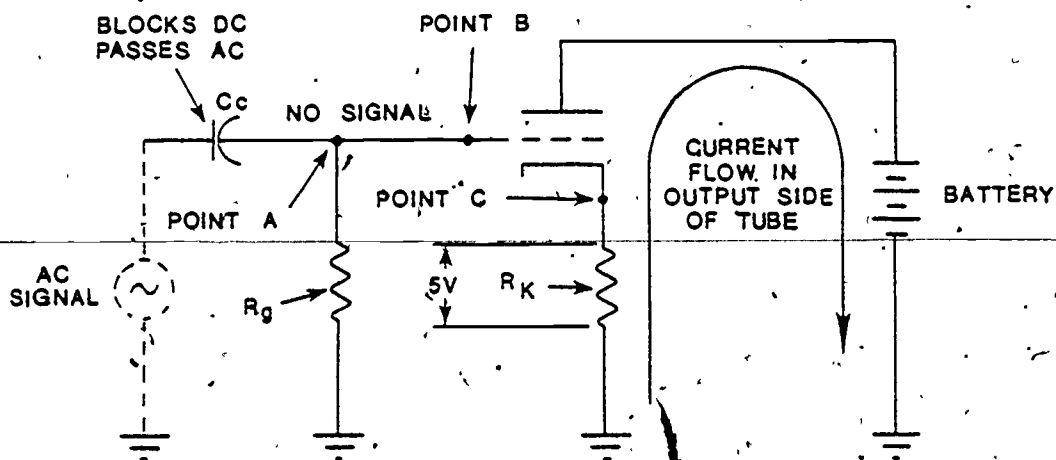 BLOCKS DC
PASSES AC
POINT B
Cc
NO SIGNAL
POINT A
POINT C
CURRENT
FLOW IN
OUTPUT SIDE
OF TUBE
BATTERY
AC
SIGNAL
Rg
5V
RK